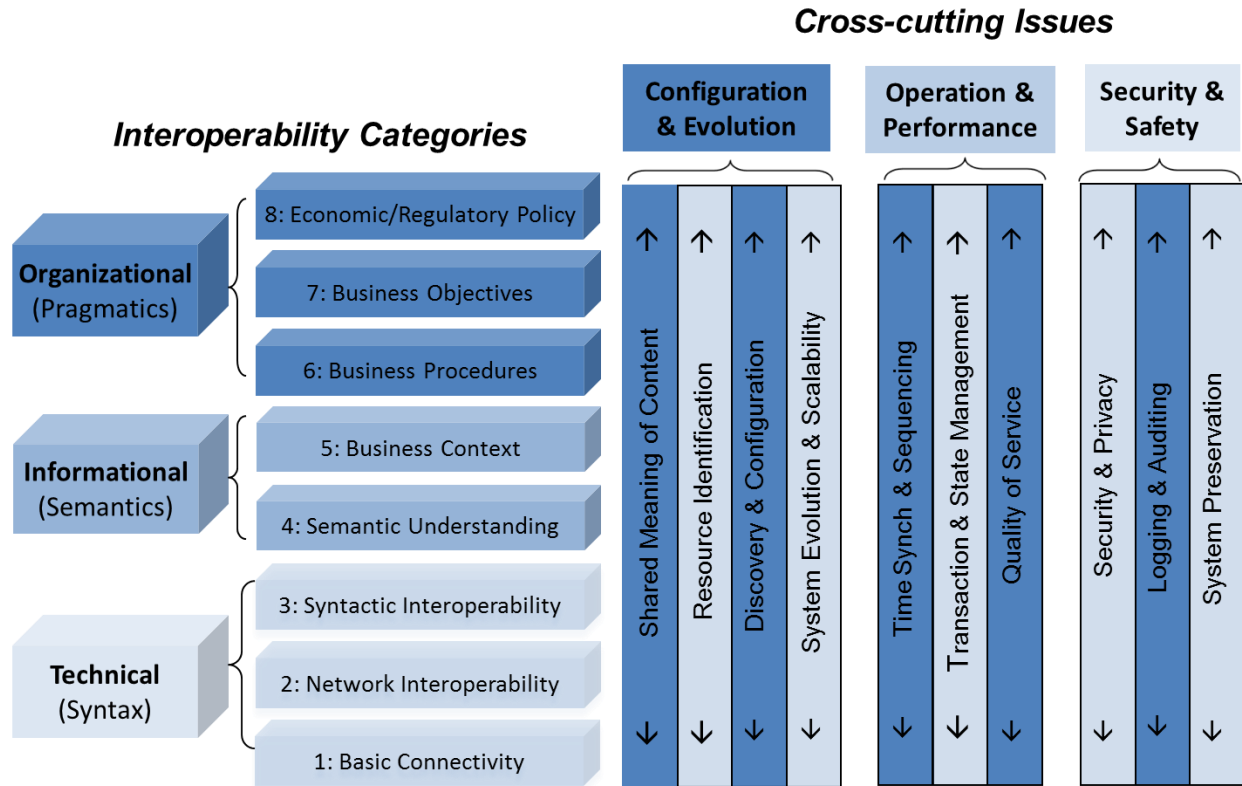 Cross-cutting Issues
Interoperability Categories
Configuration
& Evolution
Operation &
Performance
Security &
Safety
Organizational
(Pragmatics)
8: Economic/Regulatory Policy
7: Business Objectives
6: Business Procedures
Informational
(Semantics)
5: Business Context
4: Semantic Understanding
Technical
(Syntax)
3: Syntactic Interoperability
2: Network Interoperability
1: Basic Connectivity
Shared Meaning of Content
Resource Identification
Discovery & Configuration
System Evolution & Scalability
Time Synch & Sequencing
Transaction & State Management
Quality of Service
Security & Privacy
Logging & Auditing
System Preservation